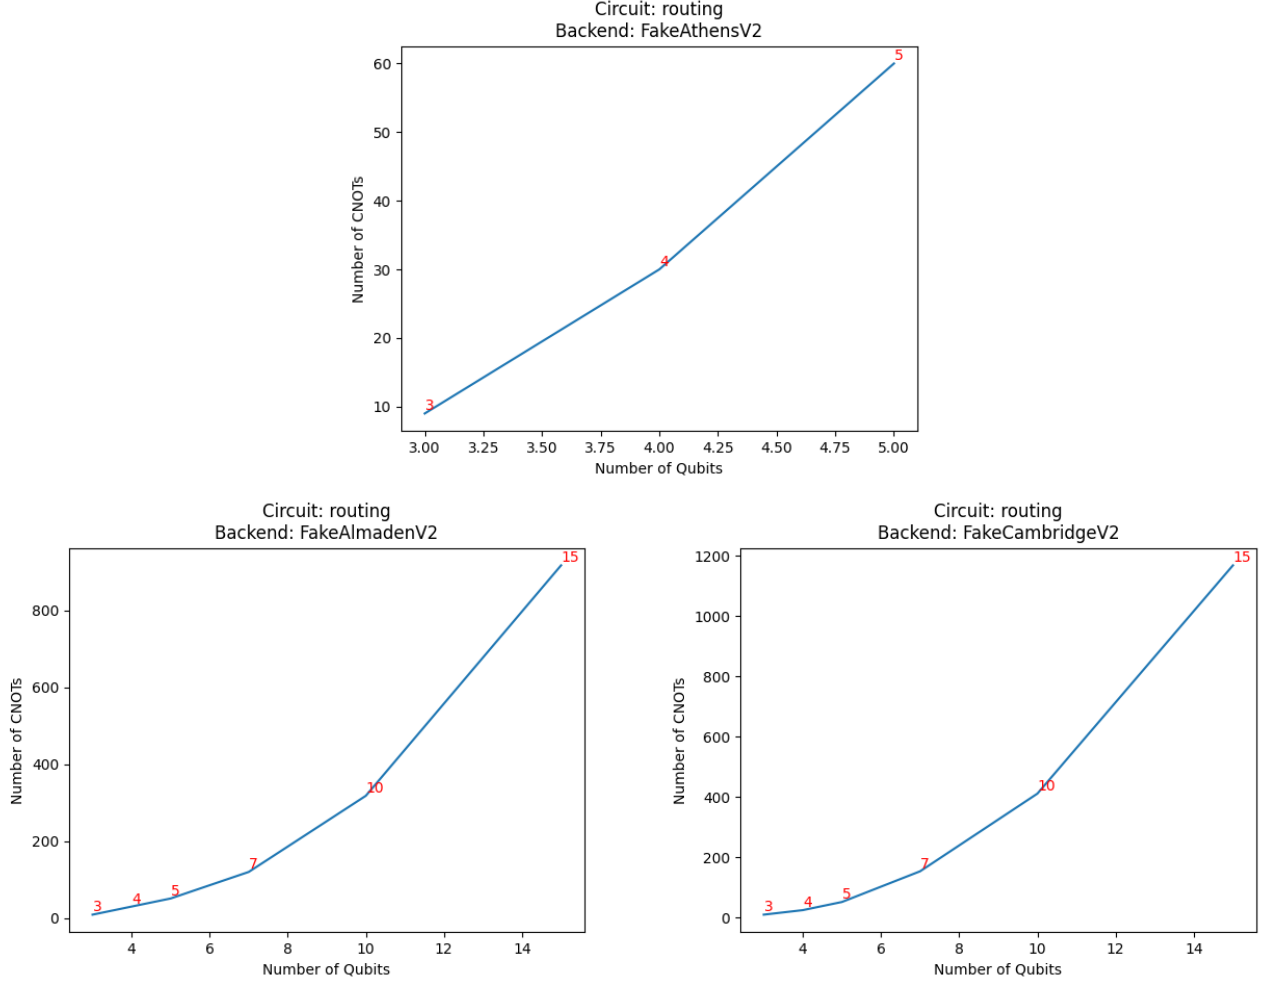 Circuit: routing
Backend: FakeAthensV2
Number of CNOTs
60
50
40
30
20
10
3
4
5
3.00 3.25 3.50 3.75 4.00 4.25 4.50 4.75 5.00
Number of Qubits
Circuit: routing
Backend: FakeAlmadenV2
Number of CNOTs
800
600
400
200
0
3
4
5
7
10
15
4 6 8 10 12 14
Number of Qubits
Circuit: routing
Backend: FakeCambridgeV2
Number of CNOTs
1200
1000
800
600
400
200
0
3
4
5
7
10
15
4 6 8 10 12 14
Number of Qubits